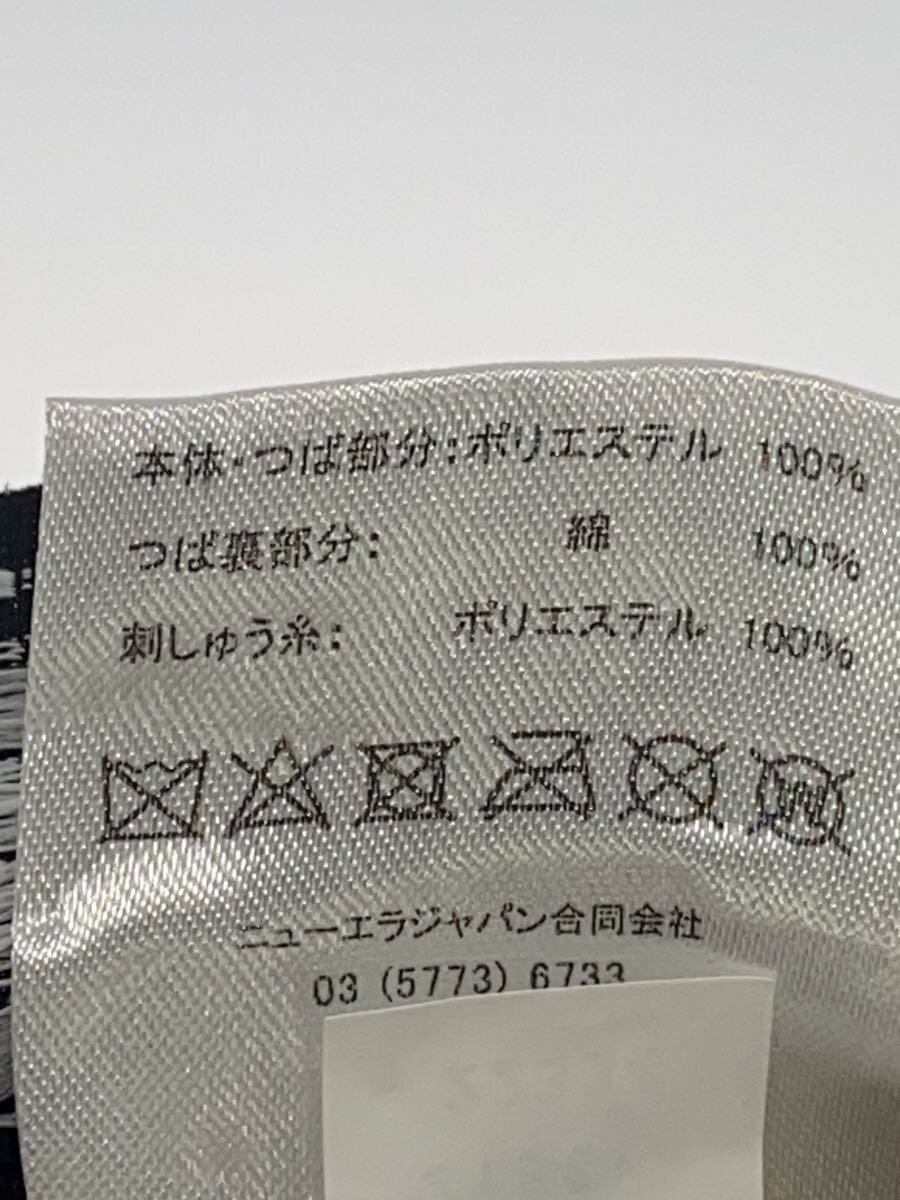 本体・つば部分:ポリエステル 100%
つば裏部分: 綿 100%
刺しゅう糸: ポリエステル 100%
W
ニューエラジャパン合同会社
03 (5773) 6733